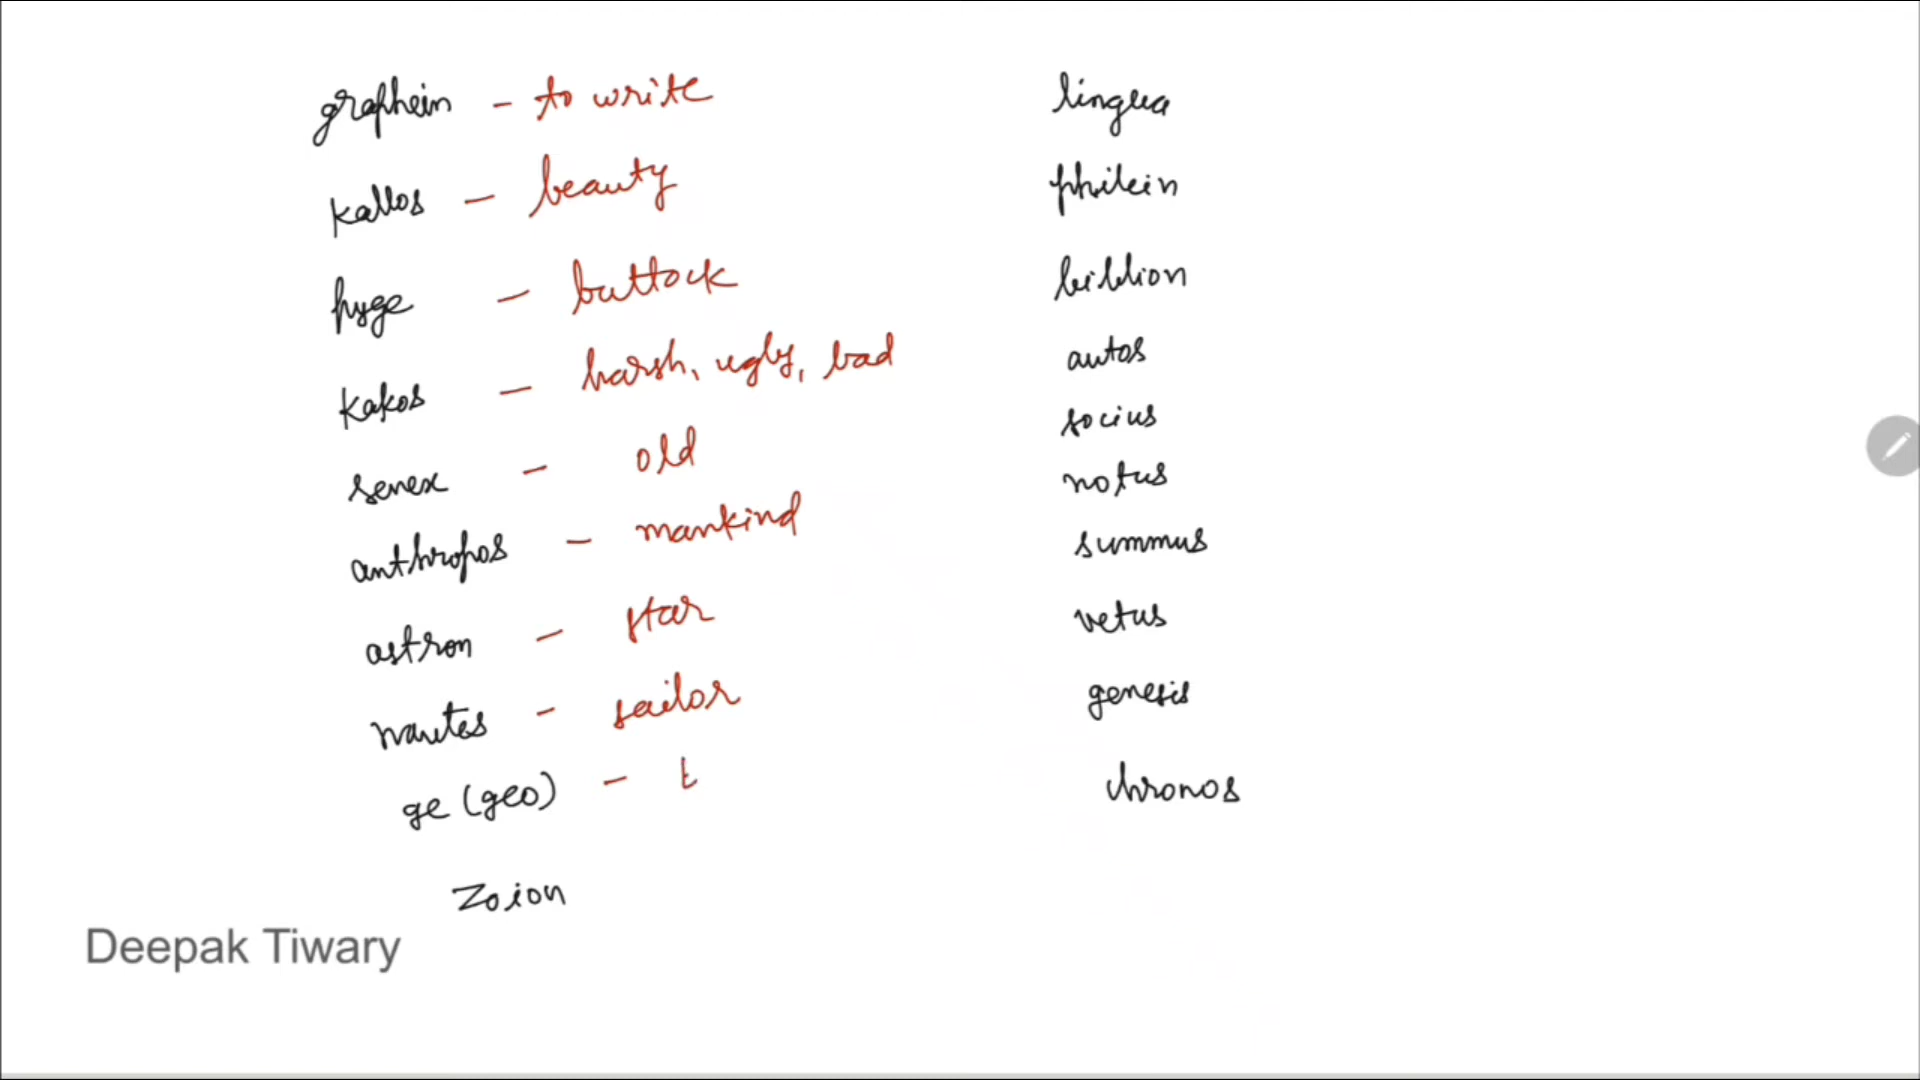 graphein - to write
kallos - beauty
hyge - buttock
kakos - harsh, ugly, bad
senex - old
anthropos - mankind
astron - star
nautes - sailor
ge (geo) - t
zoion
lingua
philein
biblion
autos
socius
notus
summus
vetus
genesis
chronos
Deepak Tiwary